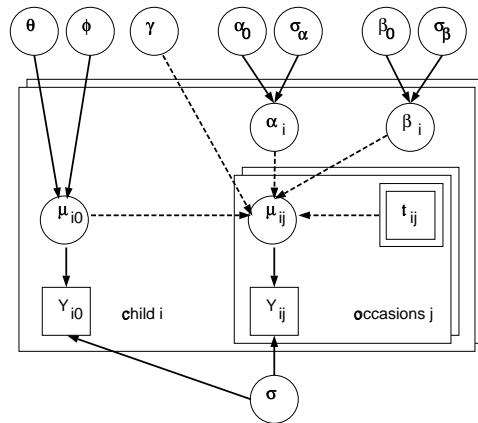 θ ϕ γ α0 σα β0 σβ
αi βi
μi0 μij tij
Yi0 child i Yij occasions j
σ